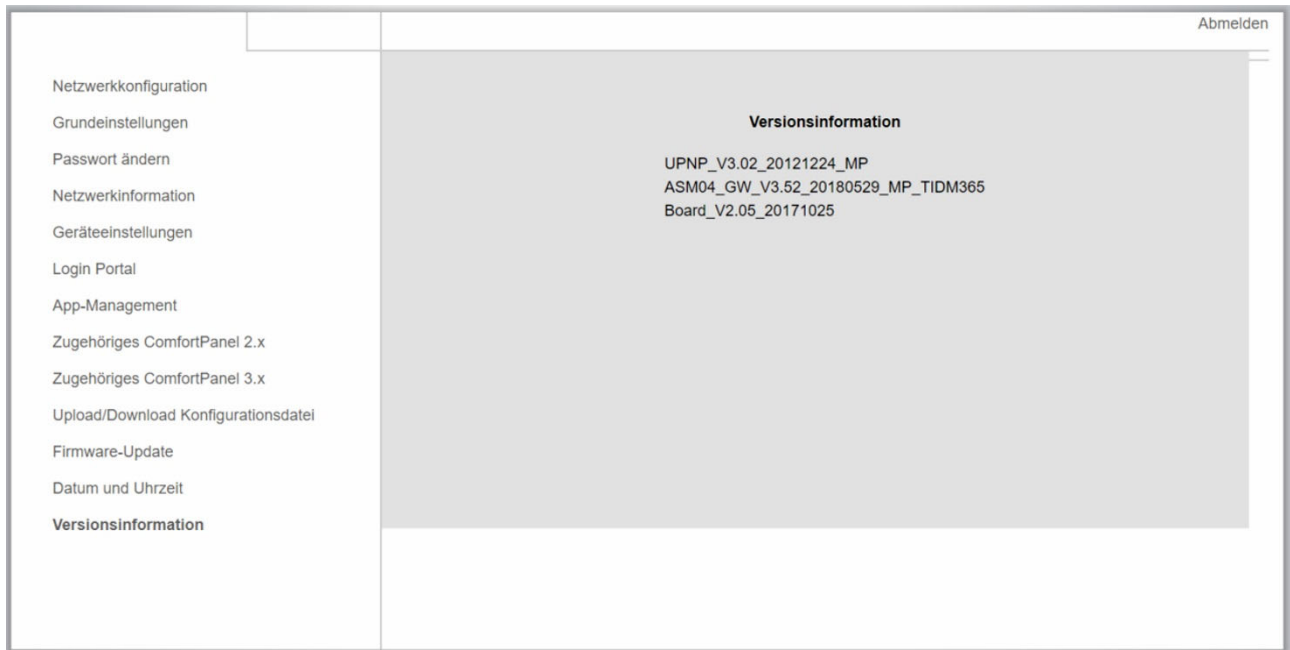 Abmelden
Netzwerkkonfiguration
Grundeinstellungen
Passwort ändern
Netzwerkinformation
Geräteeinstellungen
Login Portal
App-Management
Zugehöriges ComfortPanel 2.x
Zugehöriges ComfortPanel 3.x
Upload/Download Konfigurationsdatei
Firmware-Update
Datum und Uhrzeit
Versionsinformation
Versionsinformation
UPNP_V3.02_20121224_MP
ASM04_GW_V3.52_20180529_MP_TIDM365
Board_V2.05_20171025